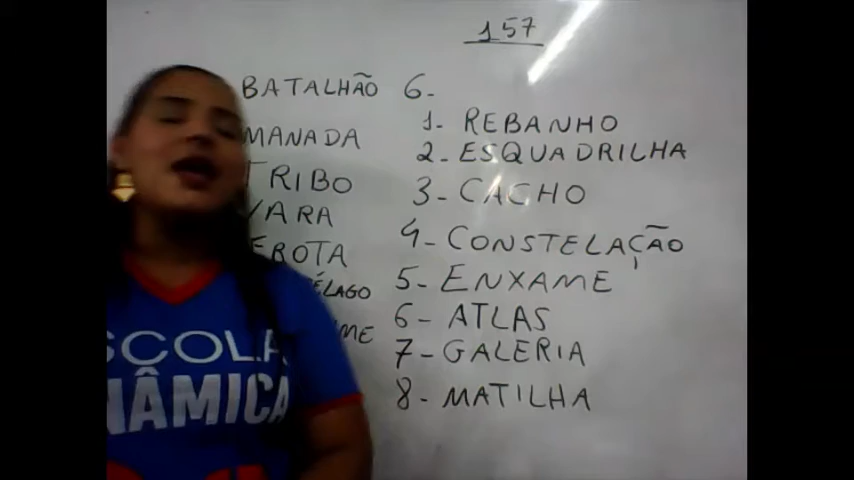 157
BATALHÃO
MANADA
TRIBO
VARA
FROTA
6-
1- REBANHO
2- ESQUADRILHA
3- CACHO
4- CONSTELAÇÃO
5- ENXAME
6- ATLAS
7- GALERIA
8- MATILHA
ESCOLA
DINÂMICA